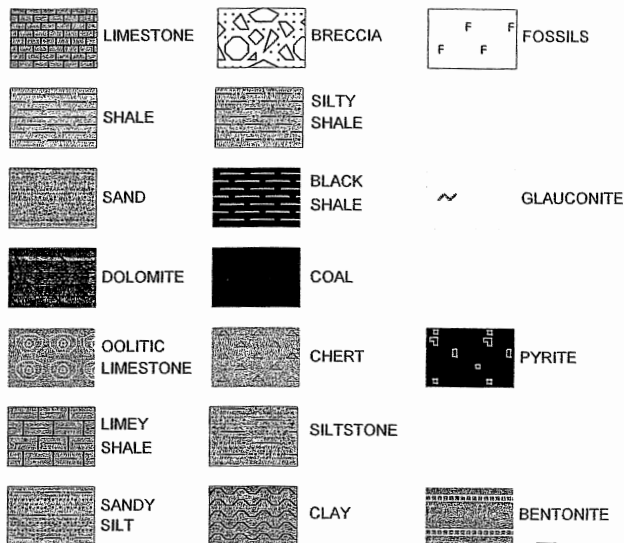 LIMESTONE
BRECCIA
F F
F F
FOSSILS
SHALE
SILTY
SHALE
SAND
BLACK
SHALE
GLAUCONITE
DOLOMITE
COAL
OOLITIC
LIMESTONE
CHERT
PYRITE
LIMEY
SHALE
SILTSTONE
SANDY
SILT
CLAY
BENTONITE